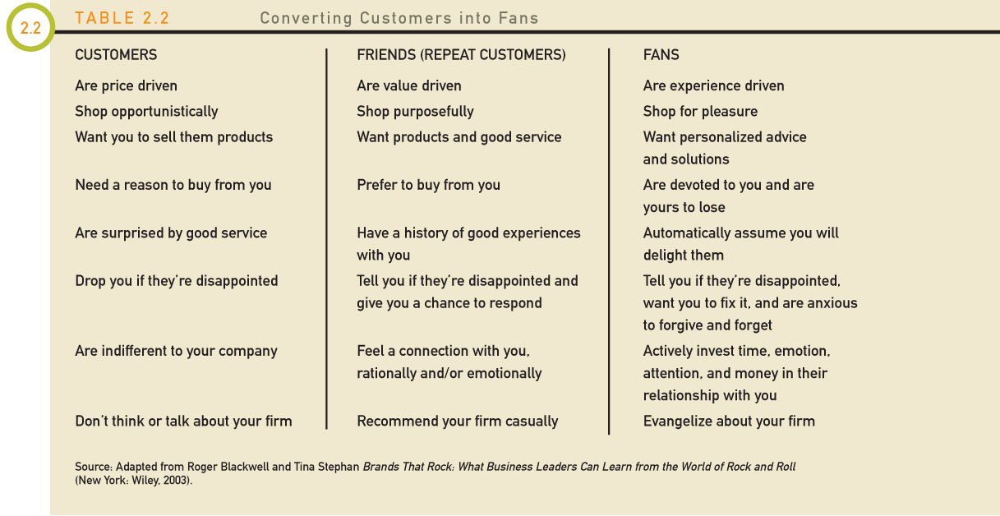 2.2
TABLE 2.2 Converting Customers into Fans
CUSTOMERS FRIENDS (REPEAT CUSTOMERS) FANS
Are price driven Are value driven Are experience driven
Shop opportunistically Shop purposefully Shop for pleasure
Want you to sell them products Want products and good service Want personalized advice
and solutions
Need a reason to buy from you Prefer to buy from you Are devoted to you and are
yours to lose
Are surprised by good service Have a history of good experiences Automatically assume you will
with you delight them
Drop you if they’re disappointed Tell you if they’re disappointed and Tell you if they’re disappointed,
give you a chance to respond want you to fix it, and are anxious
to forgive and forget
Are indifferent to your company Feel a connection with you, Actively invest time, emotion,
rationally and/or emotionally attention, and money in their
relationship with you
Don’t think or talk about your firm Recommend your firm casually Evangelize about your firm
Source: Adapted from Roger Blackwell and Tina Stephan Brands That Rock: What Business Leaders Can Learn from the World of Rock and Roll
(New York: Wiley, 2003).